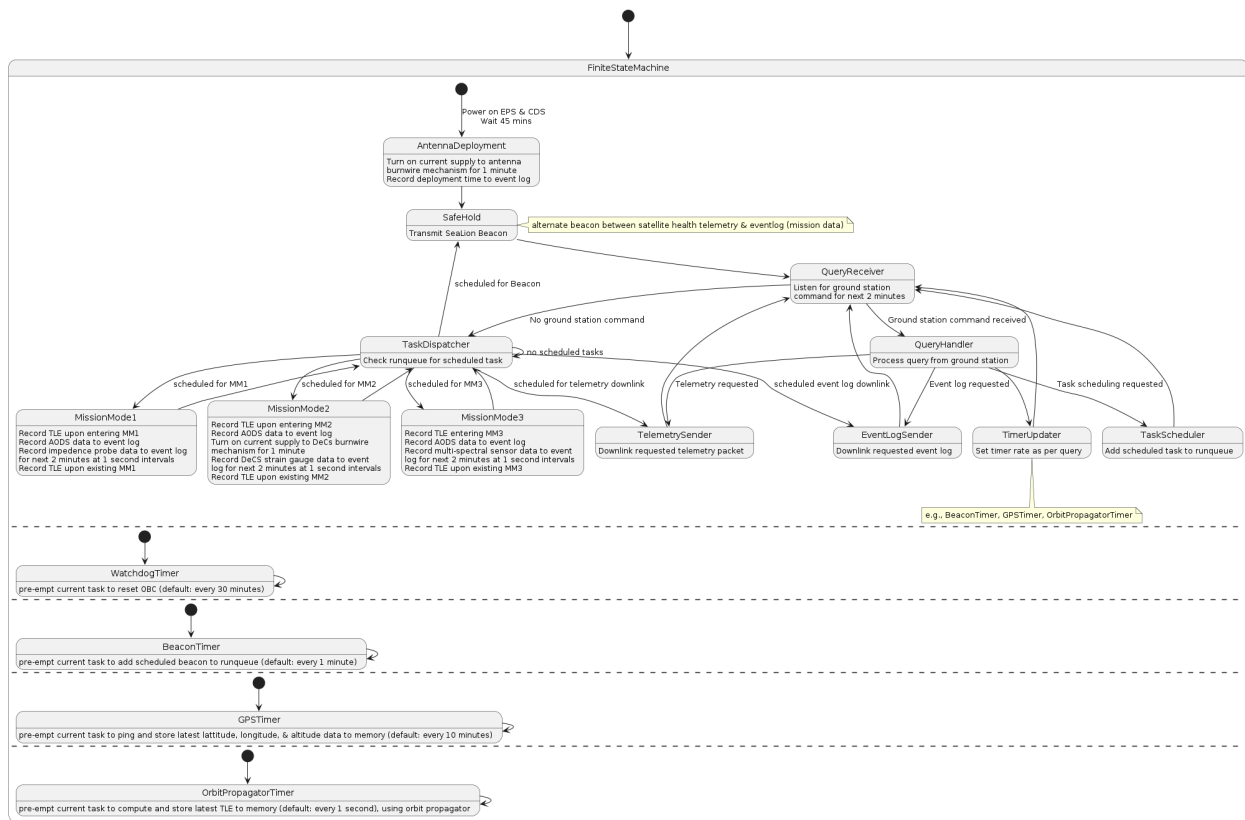 FiniteStateMachine
Power on EPS & CDS
Wait 45 mins
AntennaDeployment
Turn on current supply to antenna
burnwire mechanism for 1 minute
Record deployment time to event log
SafeHold
Transmit SeaLion Beacon
alternate beacon between satellite health telemetry & eventlog (mission data)
QueryReceiver
Listen for ground station
command for next 2 minutes
scheduled for Beacon
No ground station command
Ground station command received
TaskDispatcher
Check runqueue for scheduled task
no scheduled tasks
QueryHandler
Process query from ground station
scheduled for MM1
scheduled for MM2
scheduled for MM3
scheduled for telemetry downlink
Telemetry requested
scheduled event log downlink
Event log requested
Task scheduling requested
MissionMode1
Record TLE upon entering MM1
Record AODS data to event log
Record impedance probe data to event log
for next 2 minutes at 1 second intervals
Record TLE upon existing MM1
MissionMode2
Record TLE upon entering MM2
Record AODS data to event log
Turn on current supply to DeCs burnwire
mechanism for 1 minute
Record DeCS strain gauge data to event
log for next 2 minutes at 1 second intervals
Record TLE upon existing MM2
MissionMode3
Record TLE entering MM3
Record AODS data to event log
Record multi-spectral sensor data to event
log for next 2 minutes at 1 second intervals
Record TLE upon existing MM3
TelemetrySender
Downlink requested telemetry packet
EventLogSender
Downlink requested event log
TimerUpdater
Set timer rate as per query
TaskScheduler
Add scheduled task to runqueue
e.g., BeaconTimer, GPSTimer, OrbitPropagatorTimer
WatchdogTimer
pre-empt current task to reset OBC (default: every 30 minutes)
BeaconTimer
pre-empt current task to add scheduled beacon to runqueue (default: every 1 minute)
GPSTimer
pre-empt current task to ping and store latest lattitude, longitude, & altitude data to memory (default: every 10 minutes)
OrbitPropagatorTimer
pre-empt current task to compute and store latest TLE to memory (default: every 1 second), using orbit propagator